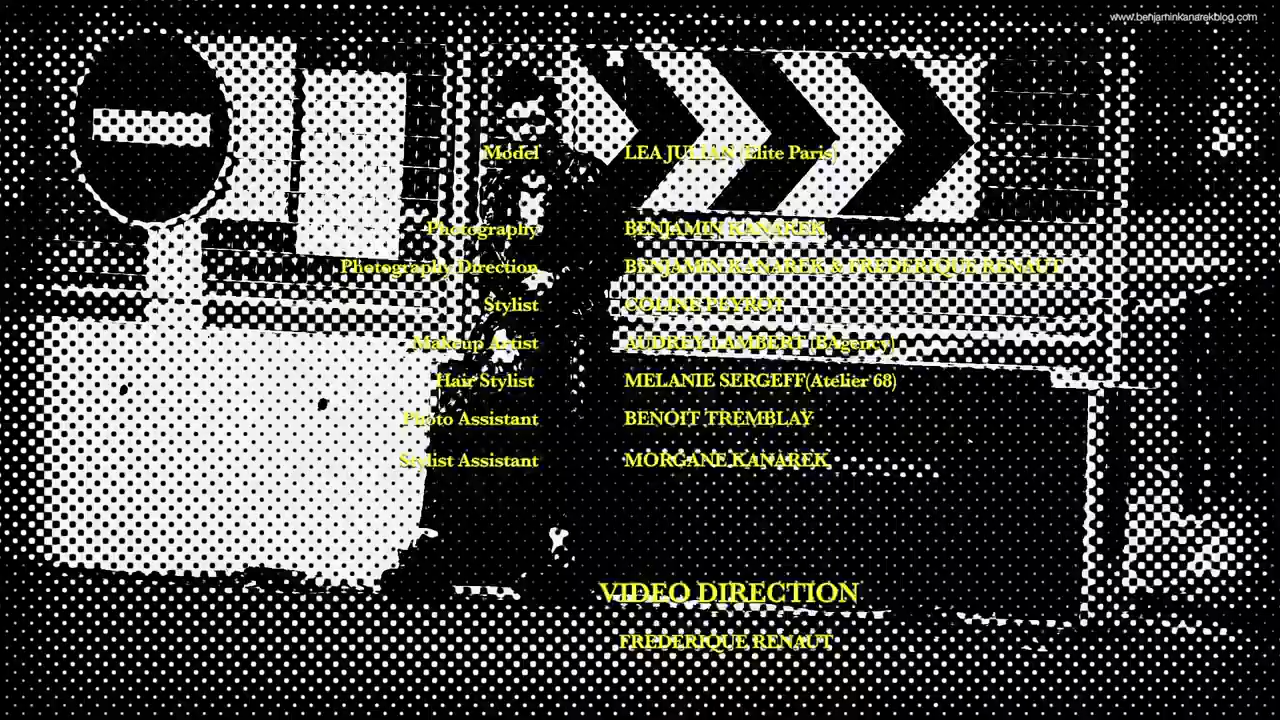 www.benjaminkanarekblog.com
Model LEA JULIAN (Elite Paris)
Photography BENJAMIN KANAREK
Photography Direction BENJAMIN KANAREK & FREDERIQUE RENAUT
Stylist COLINE PEYROT
Makeup Artist AUDREY LAMBERT (BAgency)
Hair Stylist MELANIE SERGEFF(Atelier 68)
Photo Assistant BENOIT TREMBLAY
Stylist Assistant MORGANE KANAREK
VIDEO DIRECTION
FREDERIQUE RENAUT